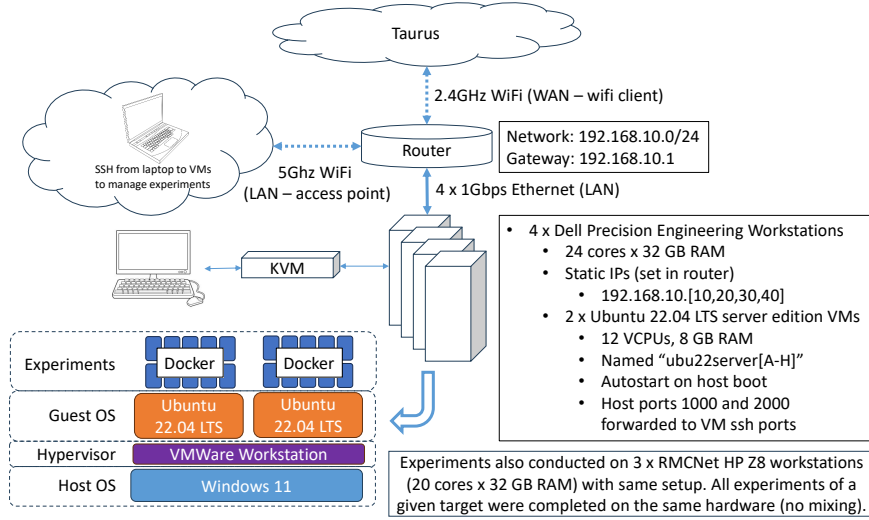 Taurus
2.4GHz WiFi (WAN – wifi client)
SSH from laptop to VMs
to manage experiments
5Ghz WiFi
(LAN – access point)
Router
Network: 192.168.10.0/24
Gateway: 192.168.10.1
4 x 1Gbps Ethernet (LAN)
KVM
• 4 x Dell Precision Engineering Workstations
• 24 cores x 32 GB RAM
• Static IPs (set in router)
• 192.168.10.[10,20,30,40]
• 2 x Ubuntu 22.04 LTS server edition VMs
• 12 VCPUs, 8 GB RAM
• Named “ubu22server[A-H]”
• Autostart on host boot
• Host ports 1000 and 2000
forwarded to VM ssh ports
Experiments
Docker
Docker
Guest OS
Ubuntu
22.04 LTS
Ubuntu
22.04 LTS
Hypervisor
VMWare Workstation
Host OS
Windows 11
Experiments also conducted on 3 x RMCNet HP Z8 workstations
(20 cores x 32 GB RAM) with same setup. All experiments of a
given target were completed on the same hardware (no mixing).